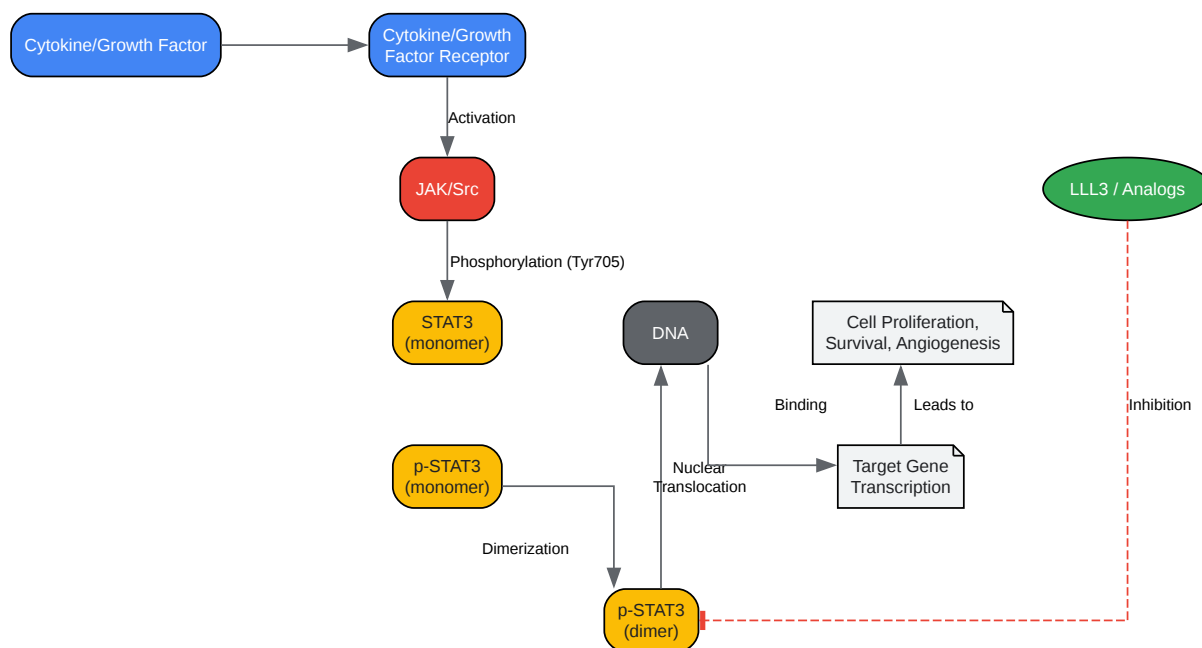 Cytokine/Growth Factor
Cytokine/Growth
Factor Receptor
Activation
JAK/Src
LLL3 / Analogs
Phosphorylation (Tyr705)
STAT3
(monomer)
DNA
Cell Proliferation,
Survival, Angiogenesis
Binding
Leads to
Inhibition
p-STAT3
(monomer)
Nuclear
Translocation
Target Gene
Transcription
Dimerization
p-STAT3
(dimer)